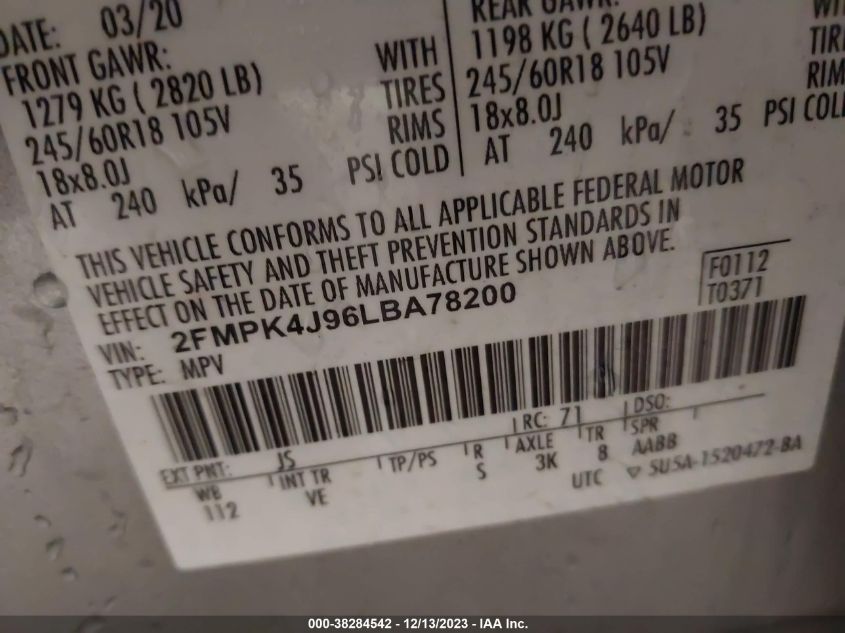 DATE: 03/20
FRONT GAWR:
1279 KG ( 2820 LB)
WITH
245/60R18 105V
TIRES
18x8.0J
RIMS
AT 240 kPa/ 35 PSI COLD
REAR GAWR:
1198 KG ( 2640 LB)
WITH
245/60R18 105V
TIRES
18x8.0J
RIMS
AT 240 kPa/ 35 PSI COLD
THIS VEHICLE CONFORMS TO ALL APPLICABLE FEDERAL MOTOR
VEHICLE SAFETY AND THEFT PREVENTION STANDARDS IN
EFFECT ON THE DATE OF MANUFACTURE SHOWN ABOVE.
F0112
T0371
VIN: 2FMPK4J96LBA78200
TYPE: MPV
EXT PNT: JS RC: 71 DSO:
WB INT TR TP/PS R AXLE TR SPR
112 VE S 3K 8 AABB
UTC ▽ 5U5A-1520472-BA
000-38284542 - 12/13/2023 - IAA Inc.